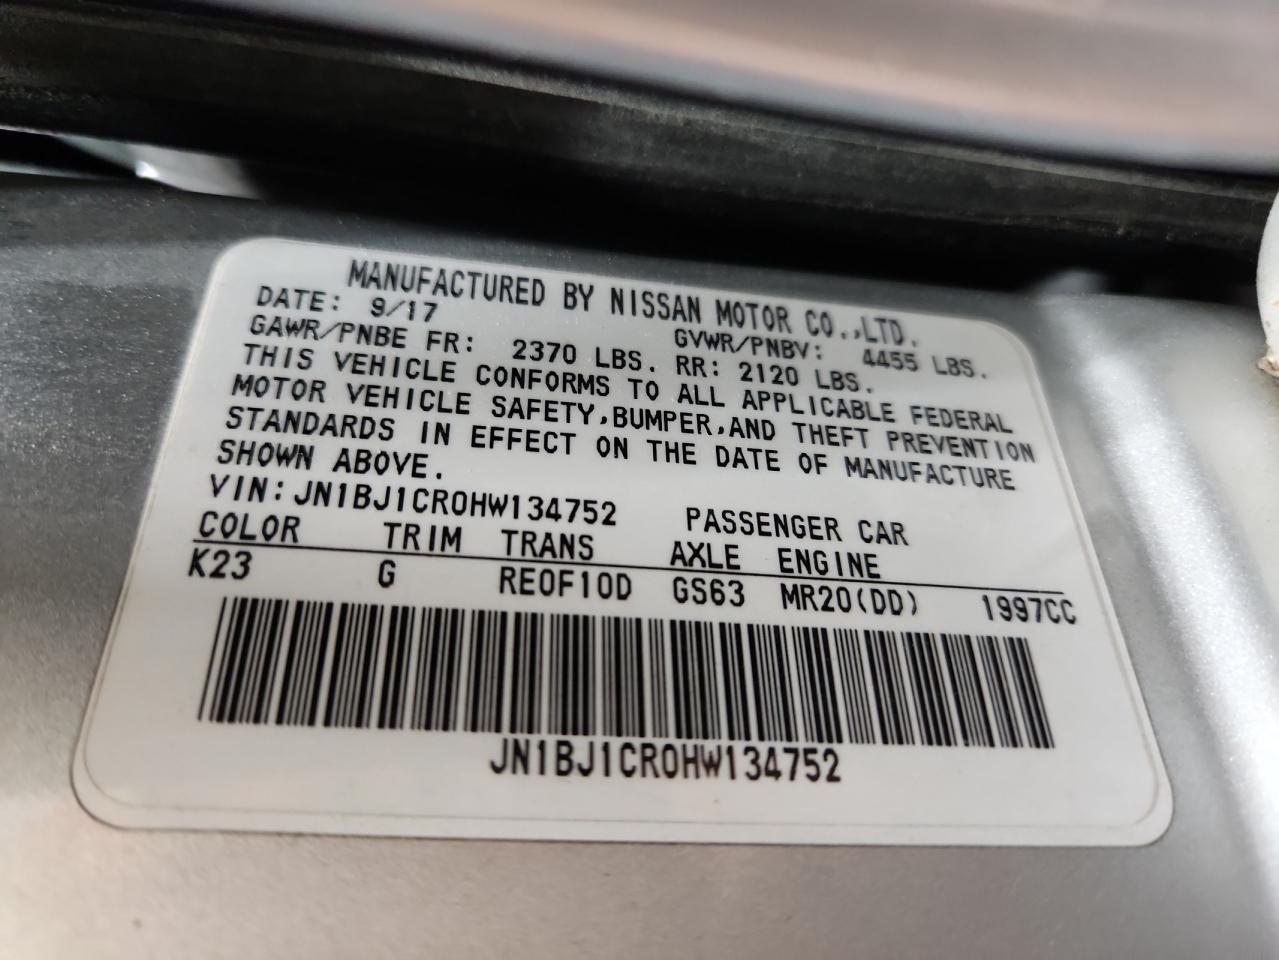 MANUFACTURED BY NISSAN MOTOR CO.,LTD.
DATE: 9/17 GVWR/PNBV: 4455 LBS.
GAWR/PNBE FR: 2370 LBS. RR: 2120 LBS.
THIS VEHICLE CONFORMS TO ALL APPLICABLE FEDERAL
MOTOR VEHICLE SAFETY,BUMPER,AND THEFT PREVENTION
STANDARDS IN EFFECT ON THE DATE OF MANUFACTURE
SHOWN ABOVE.
VIN:JN1BJ1CR0HW134752 PASSENGER CAR
COLOR TRIM TRANS AXLE ENGINE
K23 G RE0F10D GS63 MR20(DD) 1997CC
JN1BJ1CR0HW134752